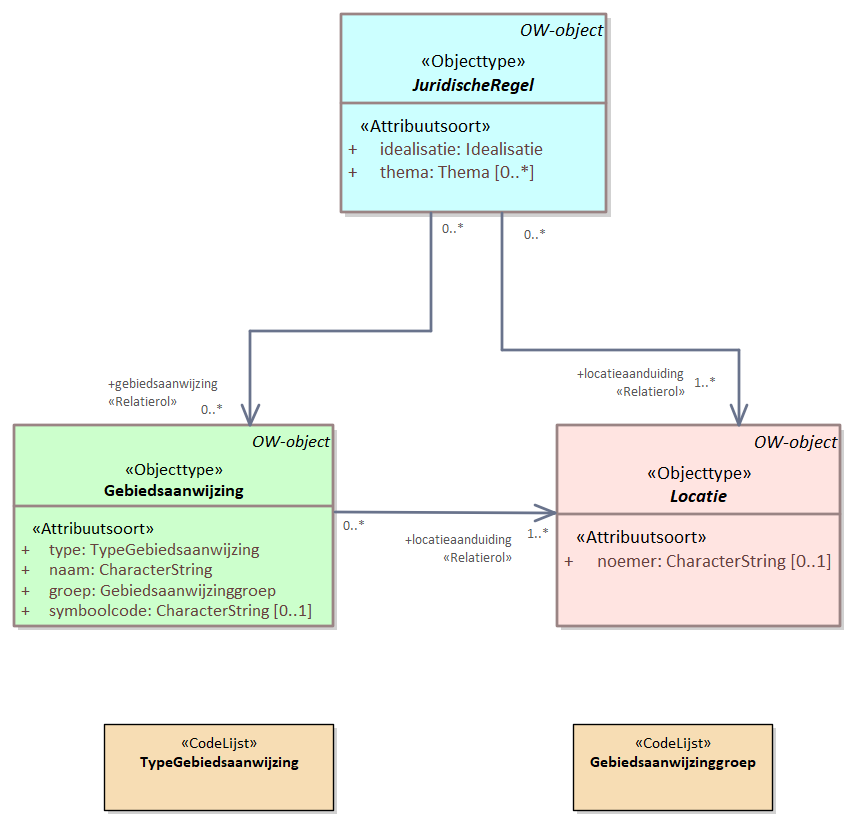 OW-object
«Objecttype»
JuridischeRegel
«Attribuutsoort»
+ idealisatie: Idealisatie
+ thema: Thema [0..*]
0..*
0..*
+gebiedsaanwijzing
«Relatierol»
0..*
+locatieaanduiding
«Relatierol»
1..*
OW-object
«Objecttype»
Gebiedsaanwijzing
«Attribuutsoort»
+ type: TypeGebiedsaanwijzing
+ naam: CharacterString
+ groep: Gebiedsaanwijzinggroep
+ symboolcode: CharacterString [0..1]
0..*
+locatieaanduiding
«Relatierol»
1..*
OW-object
«Objecttype»
Locatie
«Attribuutsoort»
+ noemer: CharacterString [0..1]
«CodeLijst»
TypeGebiedsaanwijzing
«CodeLijst»
Gebiedsaanwijzinggroep